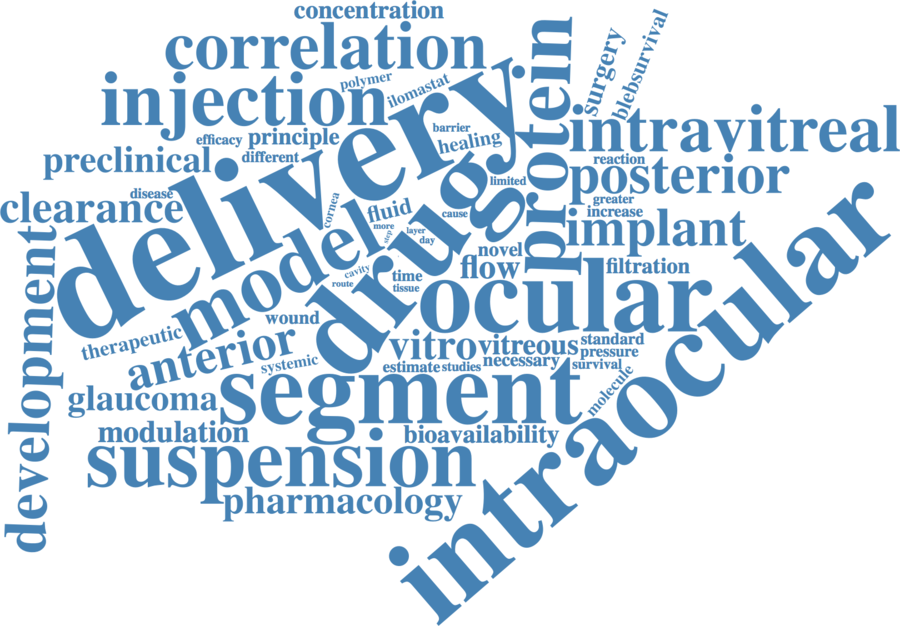 concentration
correlation
polymer
ilomastat
injection
delivery
protein
surgery
blebsurvival
efficacy
principle
barrier
healing
intravitreal
preclinical
different
limited
reaction
posterior
disease
clearance
cornea
fluid
cause
greater
increase
implant
more
step
layer
day
model
drug
novel
flow
filtration
development
cavity
route
time
tissue
ocular
intraocular
wound
therapeutic
anterior
vitro
vitreous
standard
pressure
systemic
estimate
studies
necessary
survival
segment
molecule
glaucoma
modulation
bioavailability
suspension
pharmacology